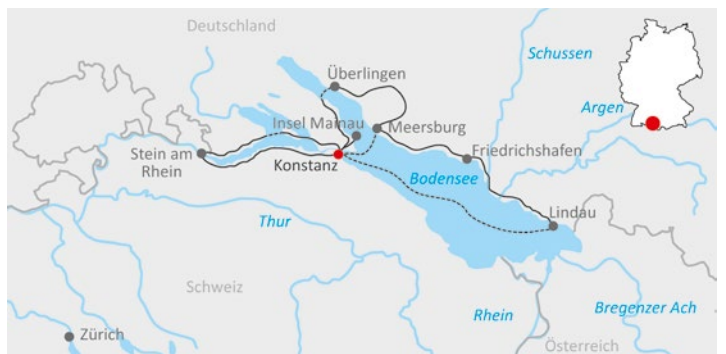 Deutschland
Schussen
Überlingen
Argen
Insel Mainau
Meersburg
Stein am
Rhein
Konstanz
Friedrichshafen
Bodensee
Thur
Lindau
Schweiz
Rhein
Bregenzer Ach
Zürich
Österreich